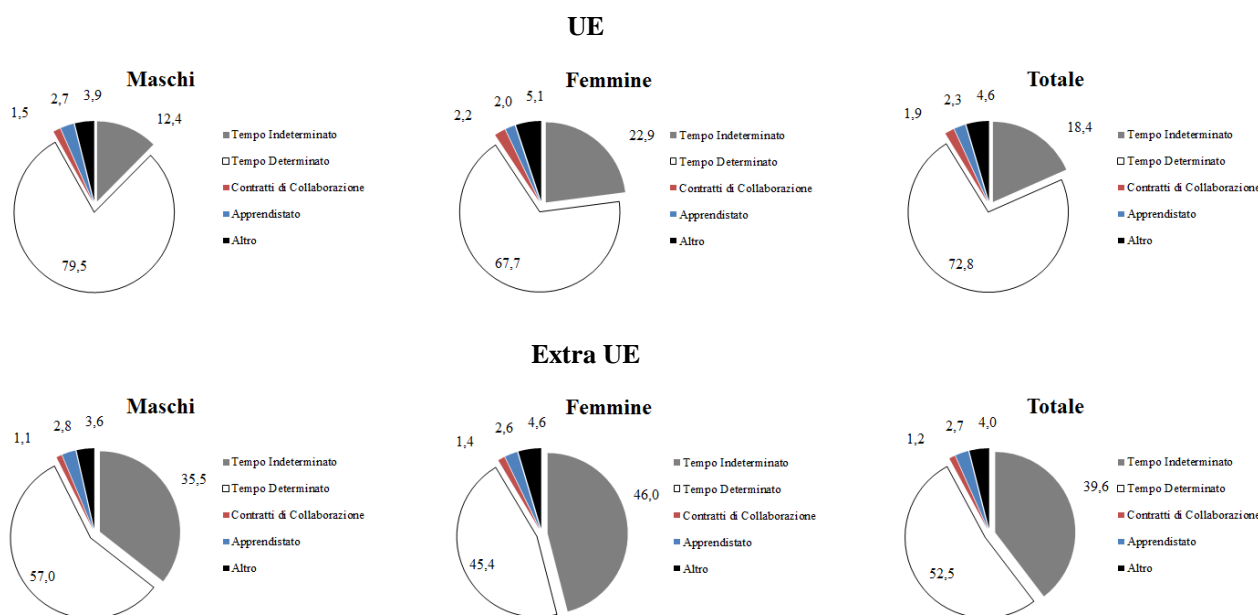 UE
Maschi
3,9
2,7
1,5
12,4
79,5
Tempo Indeterminato
Tempo Determinato
Contratti di Collaborazione
Apprendistato
Altro
Femmine
5,1
2,0
2,2
22,9
67,7
Tempo Indeterminato
Tempo Determinato
Contratti di Collaborazione
Apprendistato
Altro
Totale
4,6
2,3
1,9
18,4
72,8
Tempo Indeterminato
Tempo Determinato
Contratti di Collaborazione
Apprendistato
Altro
Extra UE
Maschi
3,6
2,8
1,1
35,5
57,0
Tempo Indeterminato
Tempo Determinato
Contratti di Collaborazione
Apprendistato
Altro
Femmine
4,6
2,6
1,4
46,0
45,4
Tempo Indeterminato
Tempo Determinato
Contratti di Collaborazione
Apprendistato
Altro
Totale
4,0
2,7
1,2
39,6
52,5
Tempo Indeterminato
Tempo Determinato
Contratti di Collaborazione
Apprendistato
Altro